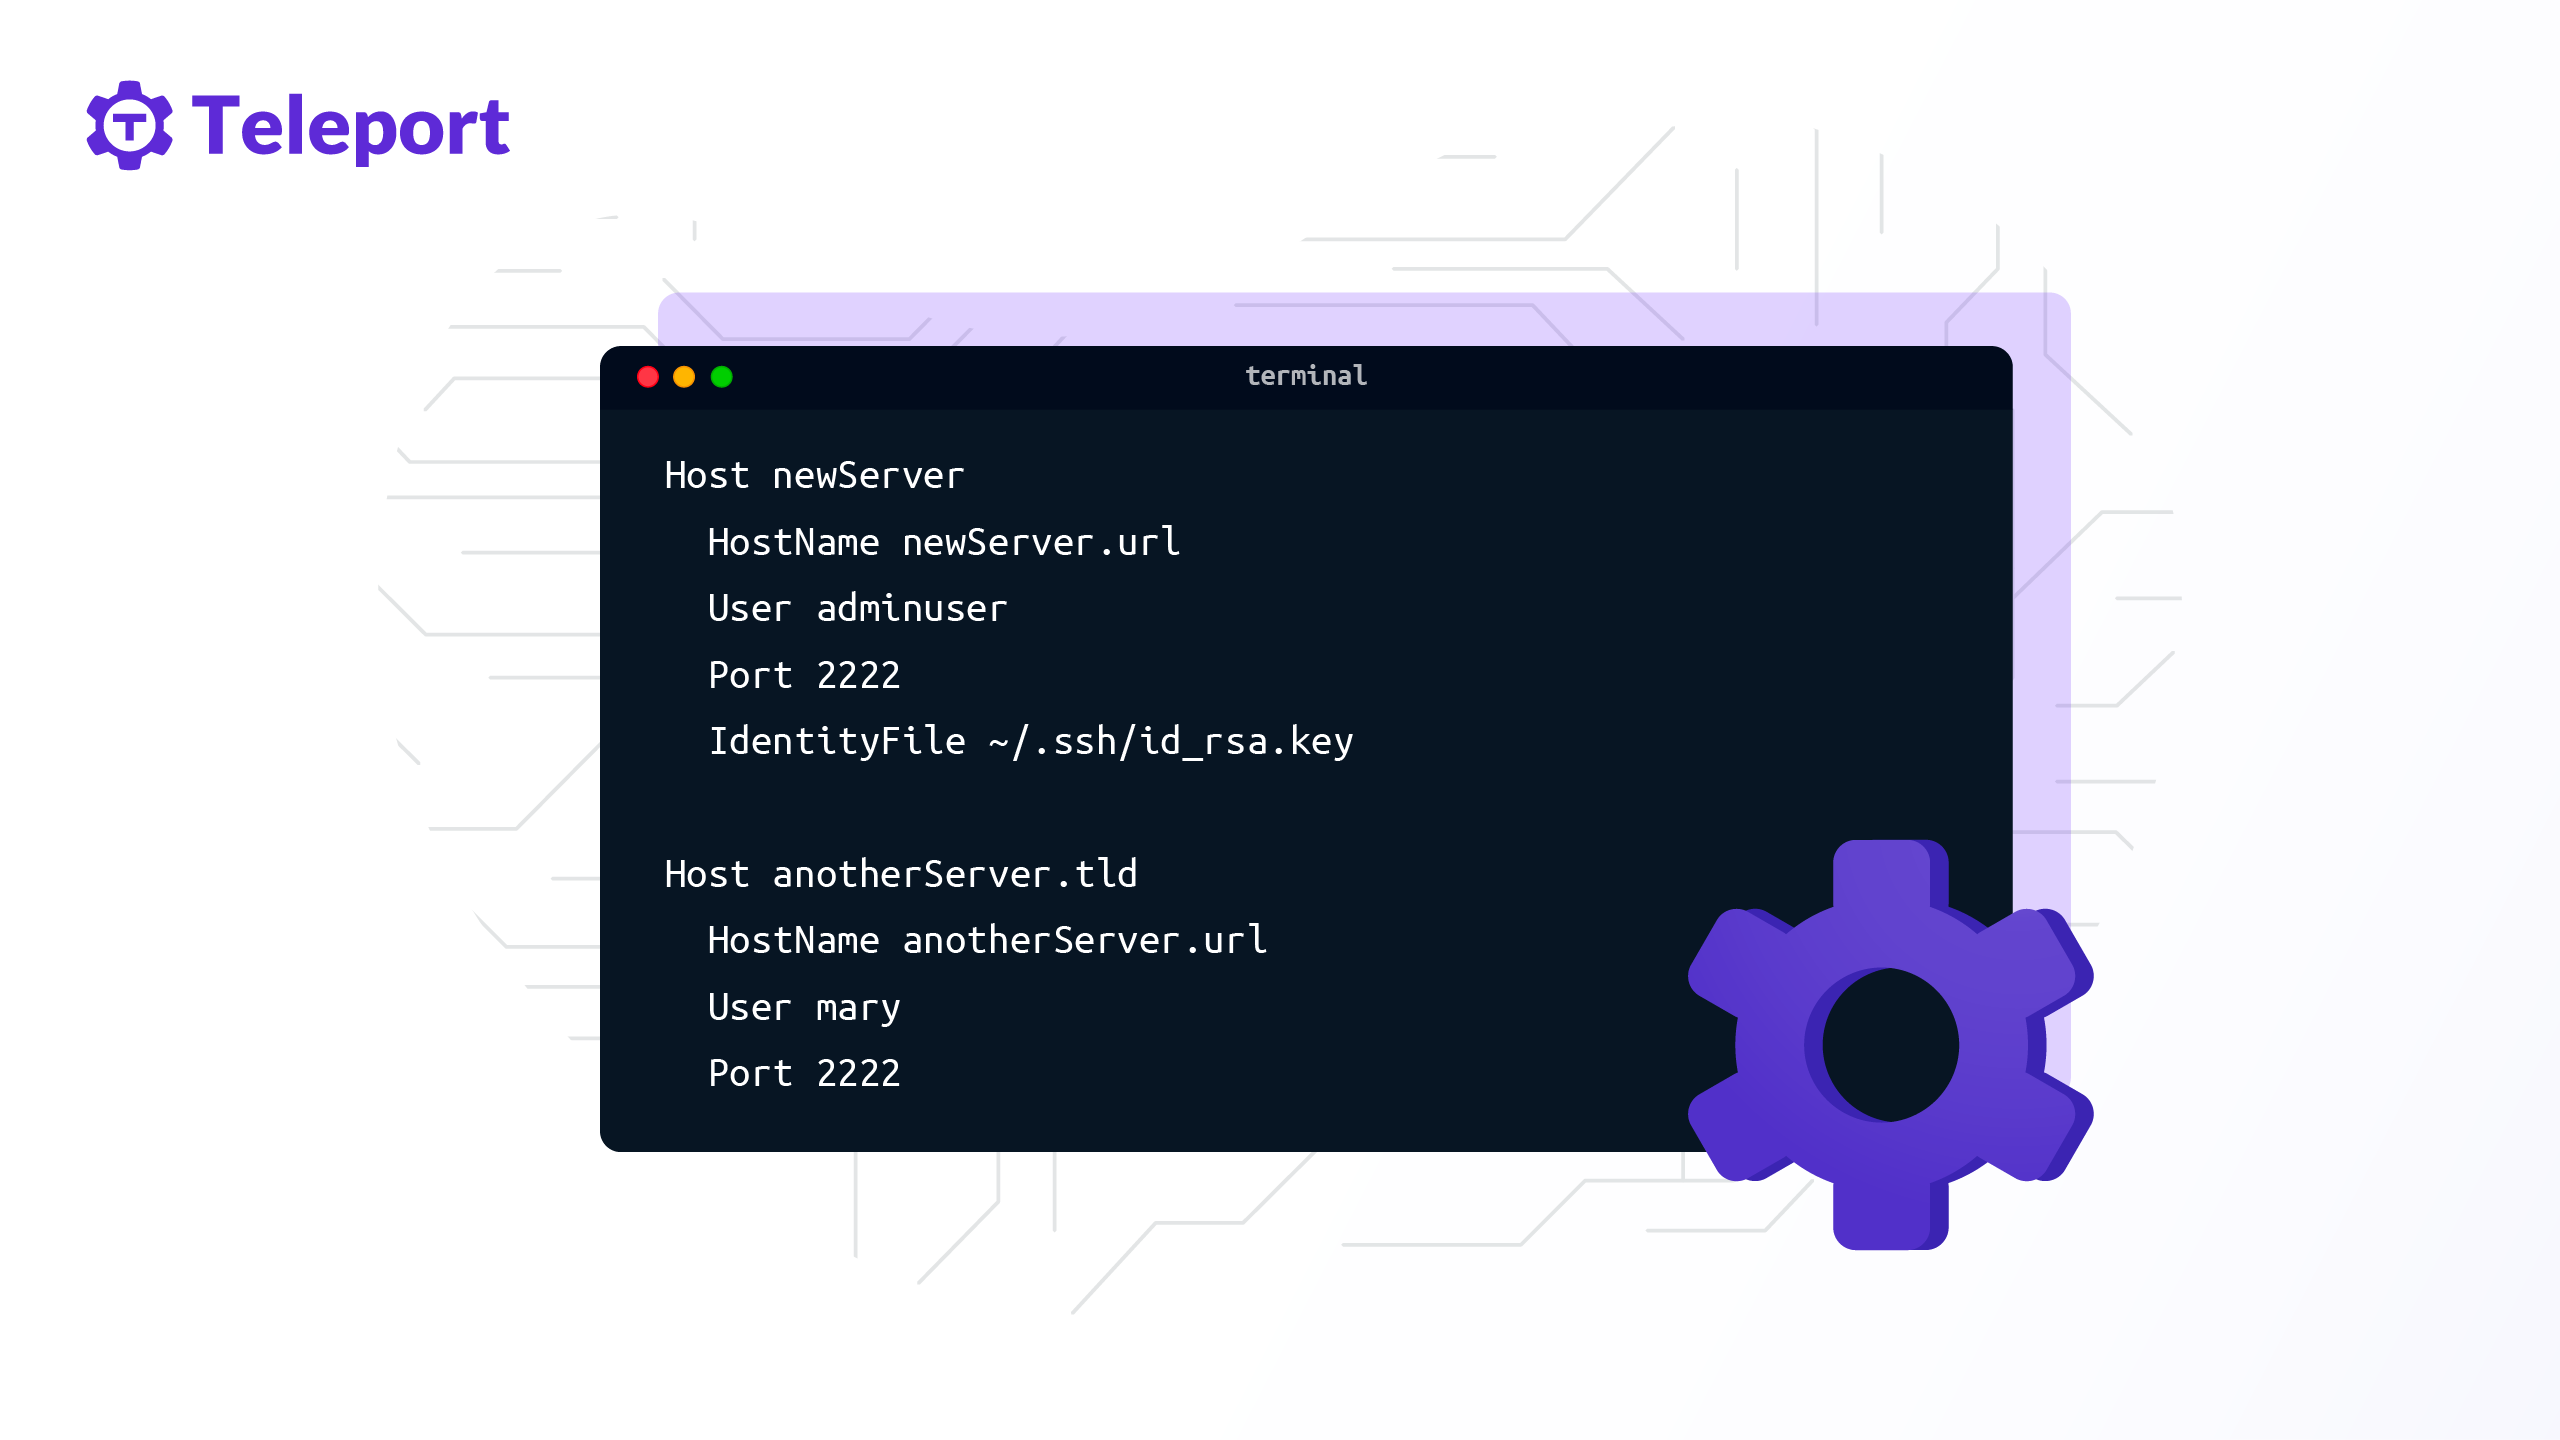 T Teleport
terminal
Host newServer
  HostName newServer.url
  User adminuser
  Port 2222
  IdentityFile ~/.ssh/id_rsa.key
Host anotherServer.tld
  HostName anotherServer.url
  User mary
  Port 2222